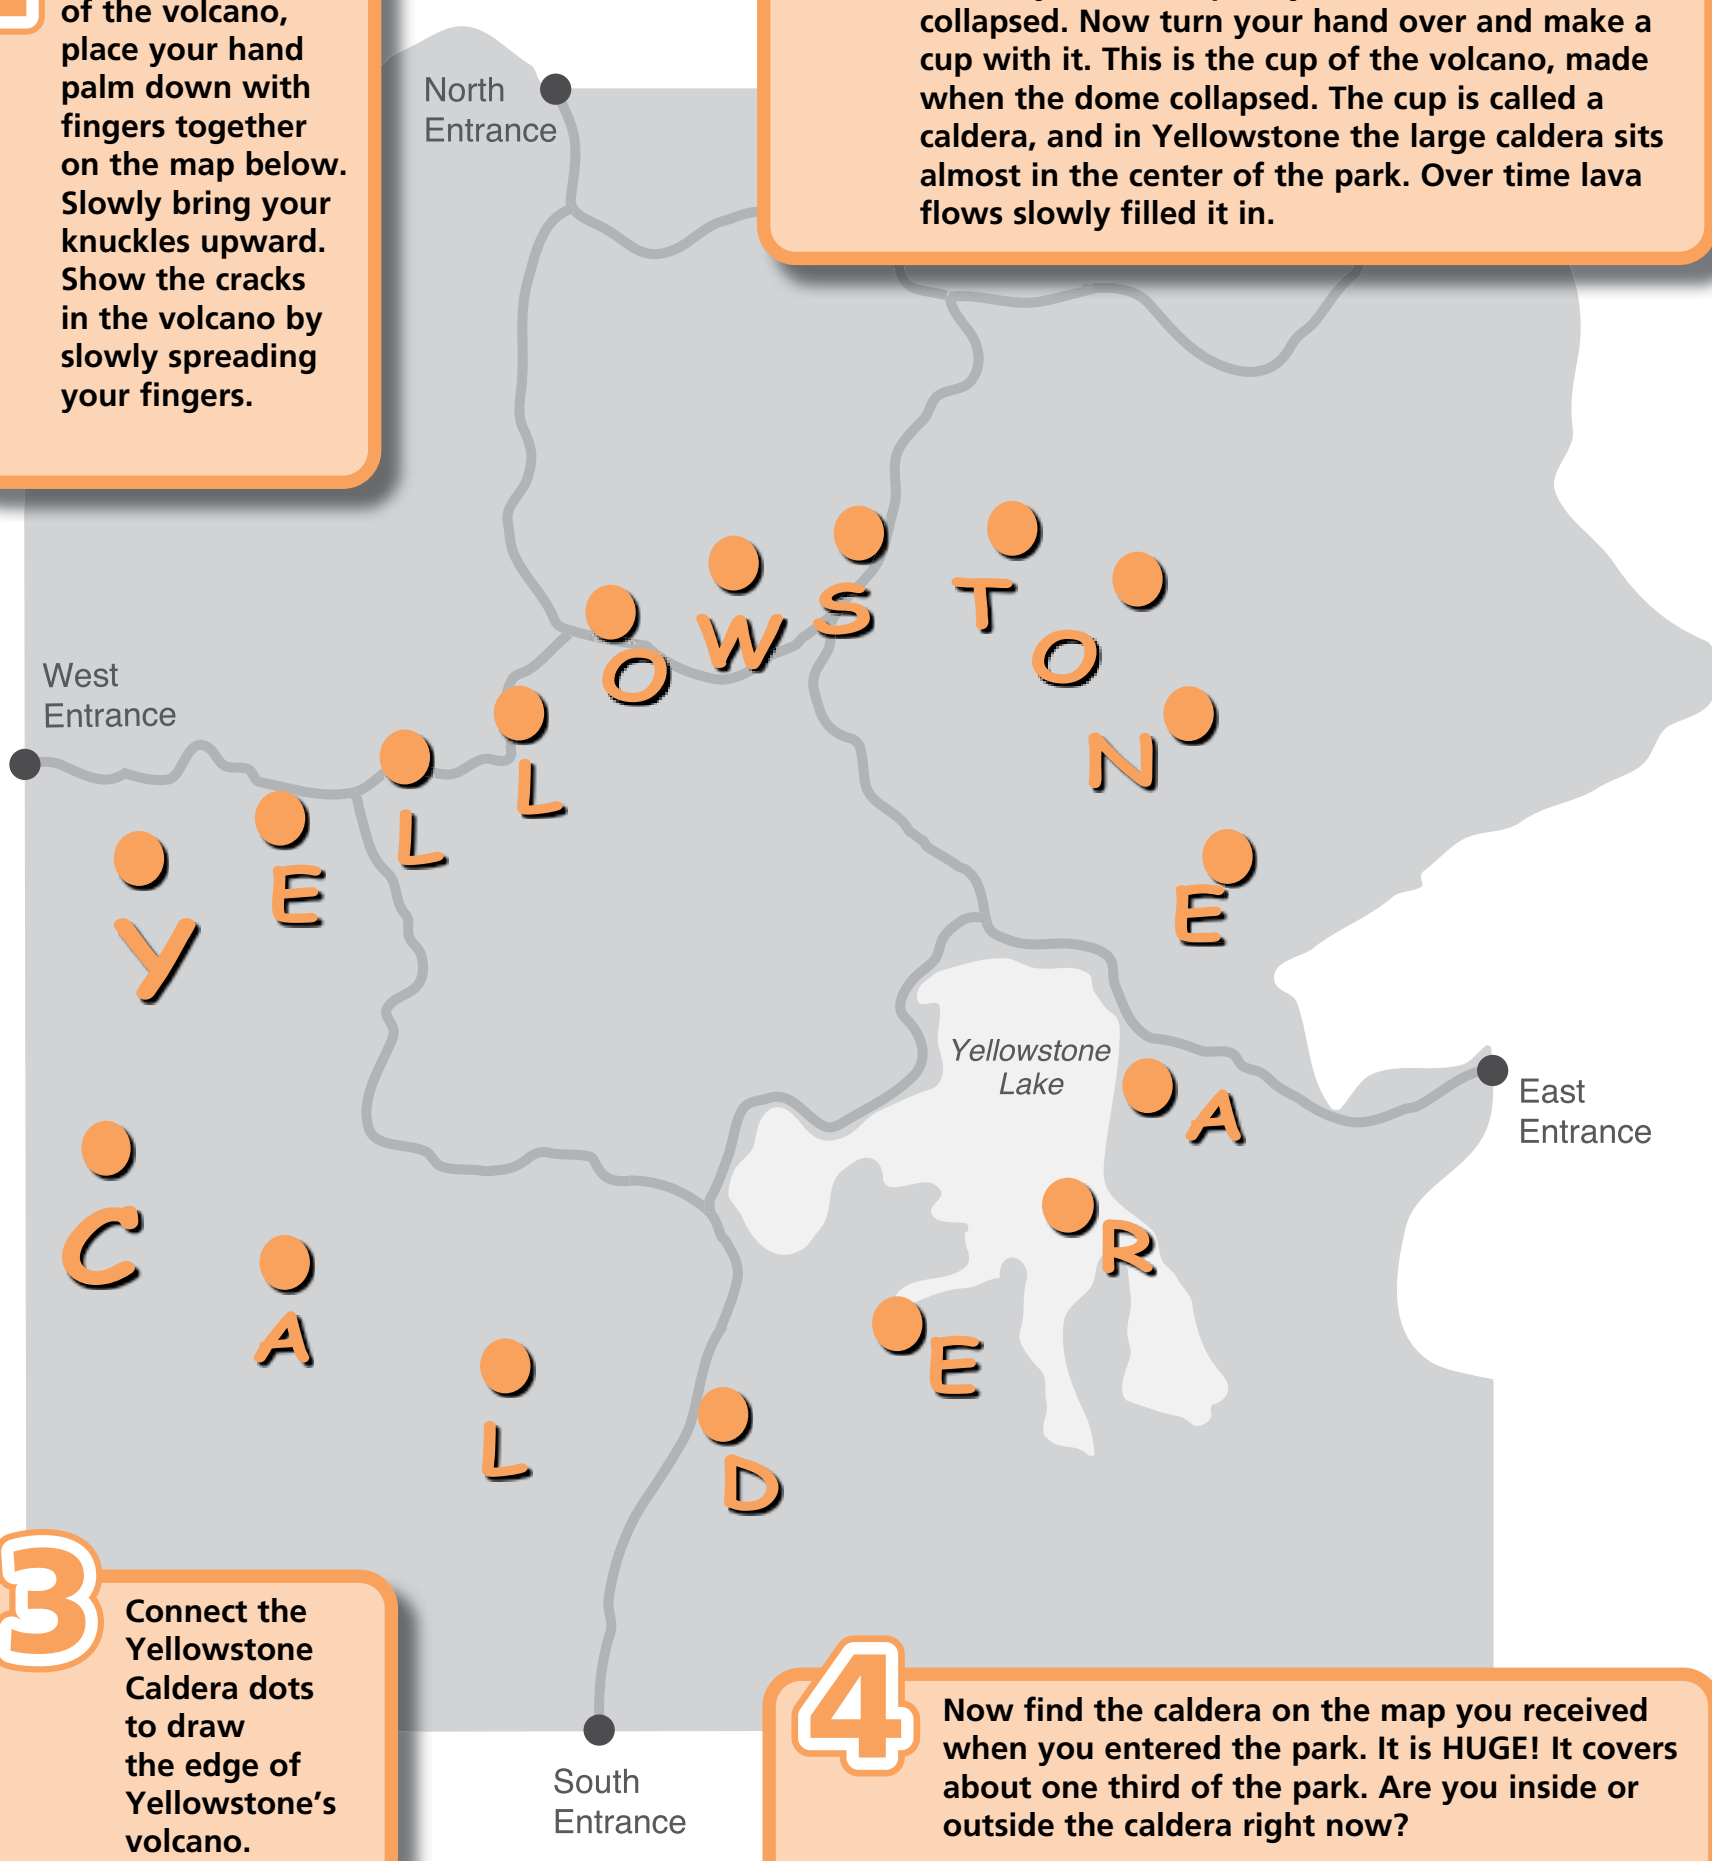 of the volcano,
place your hand
palm down with
fingers together
on the map below.
Slowly bring your
knuckles upward.
Show the cracks
in the volcano by
slowly spreading
your fingers.
collapsed. Now turn your hand over and make a
cup with it. This is the cup of the volcano, made
when the dome collapsed. The cup is called a
caldera, and in Yellowstone the large caldera sits
almost in the center of the park. Over time lava
flows slowly filled it in.
North
Entrance
West
Entrance
YELLOWSTONE
Yellowstone
Lake
East
Entrance
CALDERA
3
Connect the
Yellowstone
Caldera dots
to draw
the edge of
Yellowstone's
volcano.
South
Entrance
4
Now find the caldera on the map you received
when you entered the park. It is HUGE! It covers
about one third of the park. Are you inside or
outside the caldera right now?